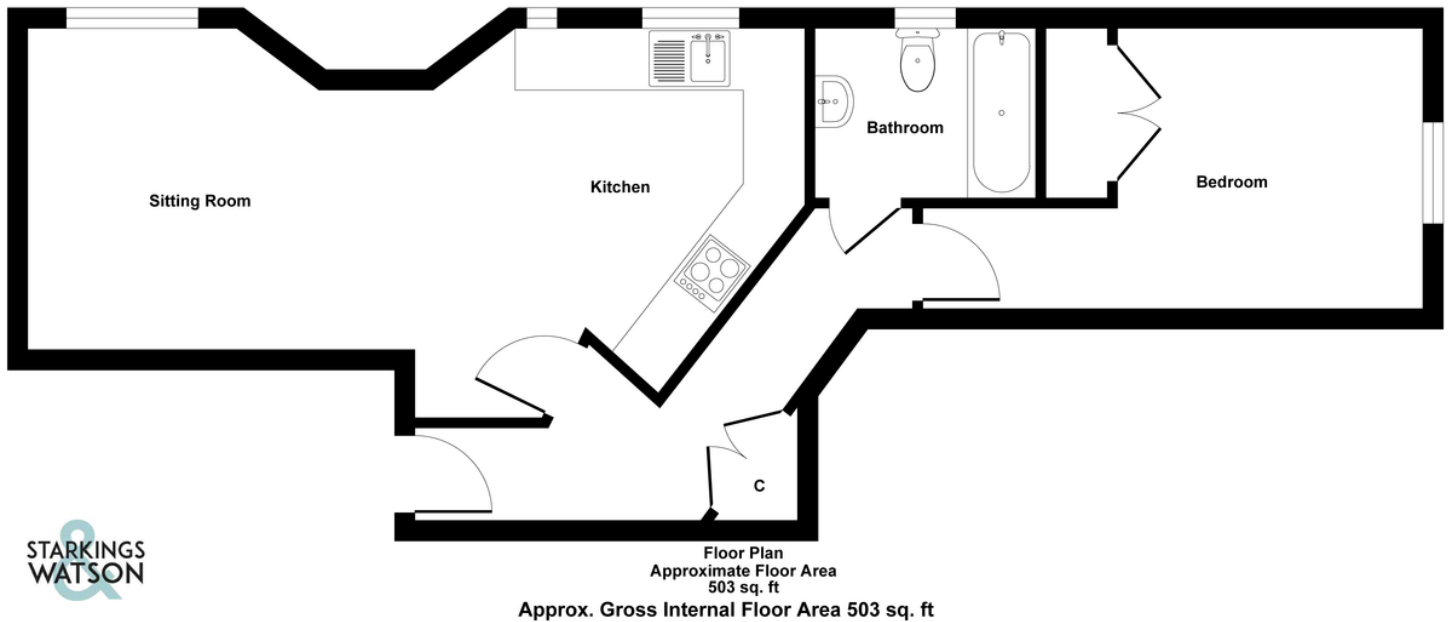 Sitting Room
Kitchen
Bathroom
Bedroom
C
STARKINGS
&
WATSON
Floor Plan
Approximate Floor Area
503 sq. ft
Approx. Gross Internal Floor Area 503 sq. ft